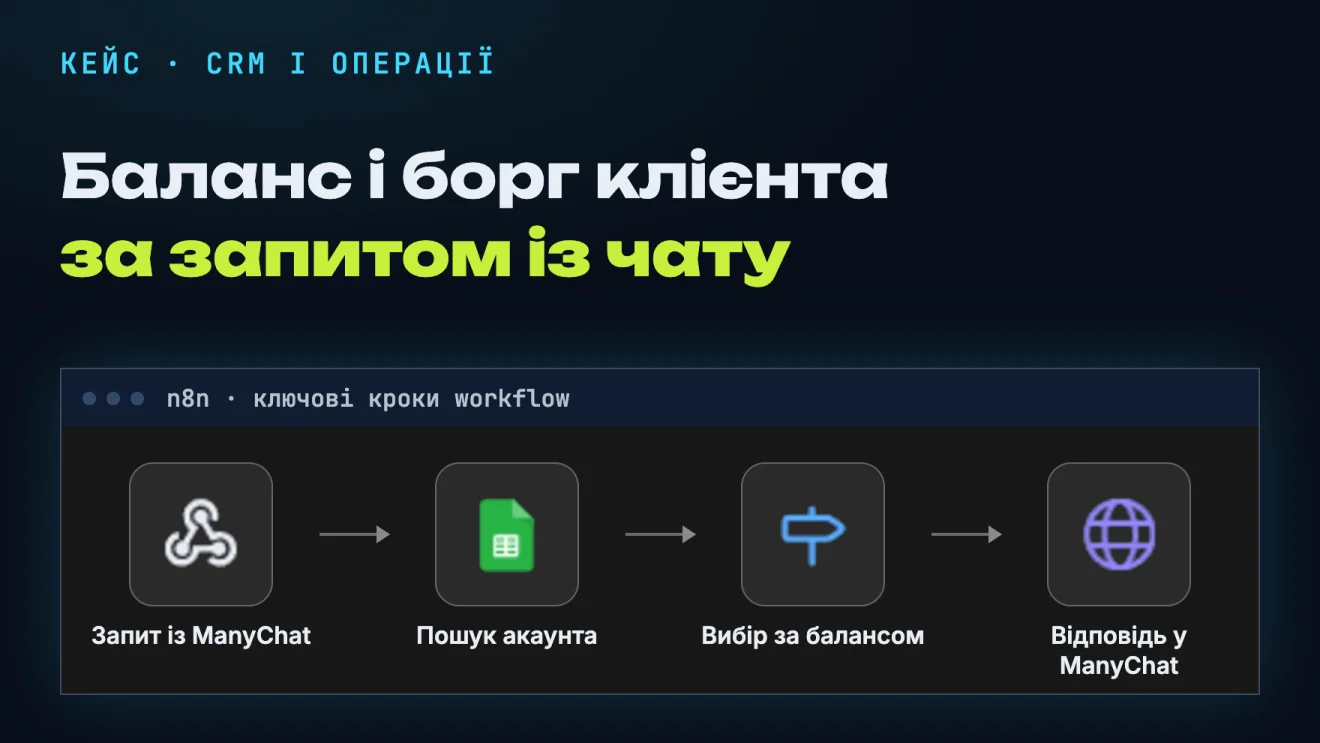 КЕЙС · CRM І ОПЕРАЦІЇ
Баланс і борг клієнта
за запитом із чату
n8n · ключові кроки workflow
Запит із ManyChat
Пошук акаунта
Вибір за балансом
Відповідь у
ManyChat